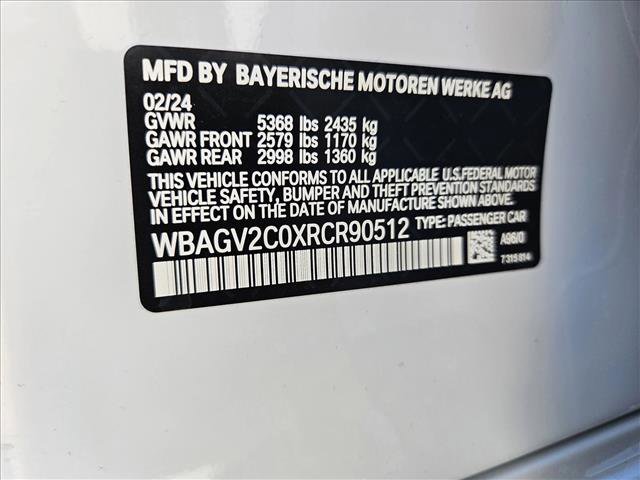 MFD BY BAYERISCHE MOTOREN WERKE AG
02/24
GVWR 5368 lbs 2435 kg
GAWR FRONT 2579 lbs 1170 kg
GAWR REAR 2998 lbs 1360 kg
THIS VEHICLE CONFORMS TO ALL APPLICABLE U.S.FEDERAL MOTOR
VEHICLE SAFETY, BUMPER AND THEFT PREVENTION STANDARDS
IN EFFECT ON THE DATE OF MANUFACTURE SHOWN ABOVE.
WBAGV2C0XRCR90512 TYPE: PASSENGER CAR
A96/0
7315814